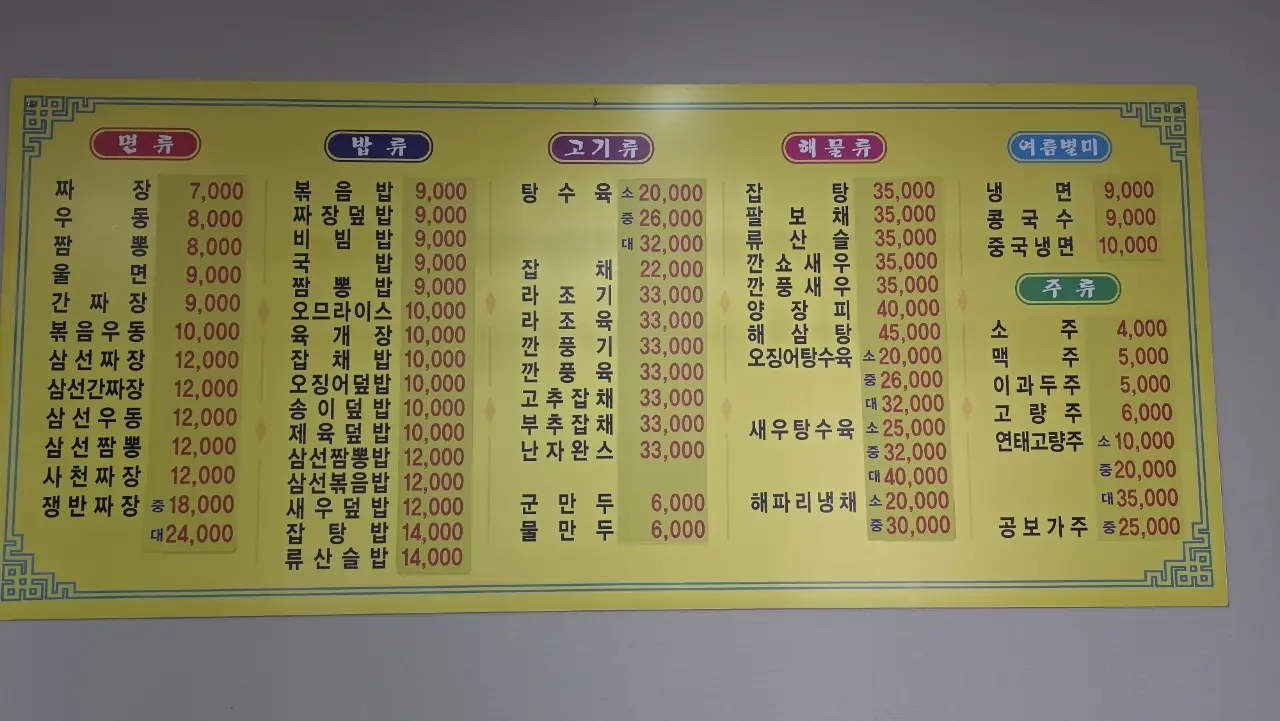 면류
짜장 7,000
우동 8,000
짬뽕 8,000
울면 9,000
간짜장 9,000
볶음우동 10,000
삼선짜장 12,000
삼선간짜장 12,000
삼선우동 12,000
삼선짬뽕 12,000
사천짜장 12,000
쟁반짜장 중 18,000
대 24,000
밥류
볶음밥 9,000
짜장덮밥 9,000
비빔밥 9,000
국밥 9,000
짬뽕밥 9,000
오므라이스 10,000
육개장 10,000
잡채밥 10,000
오징어덮밥 10,000
송이덮밥 10,000
제육덮밥 10,000
삼선짬뽕밥 12,000
삼선볶음밥 12,000
새우덮밥 12,000
잡탕밥 14,000
류산슬밥 14,000
고기류
탕수육 소 20,000
중 26,000
대 32,000
잡채 22,000
라조기 33,000
라조육 33,000
깐풍기 33,000
깐풍육 33,000
고추잡채 33,000
부추잡채 33,000
난자완스 33,000
군만두 6,000
물만두 6,000
해물류
잡탕 35,000
팔보채 35,000
류산슬 35,000
깐쇼새우 35,000
깐풍새우 35,000
양장피 40,000
해삼탕 45,000
오징어탕수육 소 20,000
중 26,000
대 32,000
새우탕수육 소 25,000
중 32,000
대 40,000
해파리냉채 소 20,000
중 30,000
여름별미
냉면 9,000
콩국수 9,000
중국냉면 10,000
주류
소주 4,000
맥주 5,000
이과두주 5,000
고량주 6,000
연태고량주 소 10,000
중 20,000
대 35,000
공보가주 중 25,000